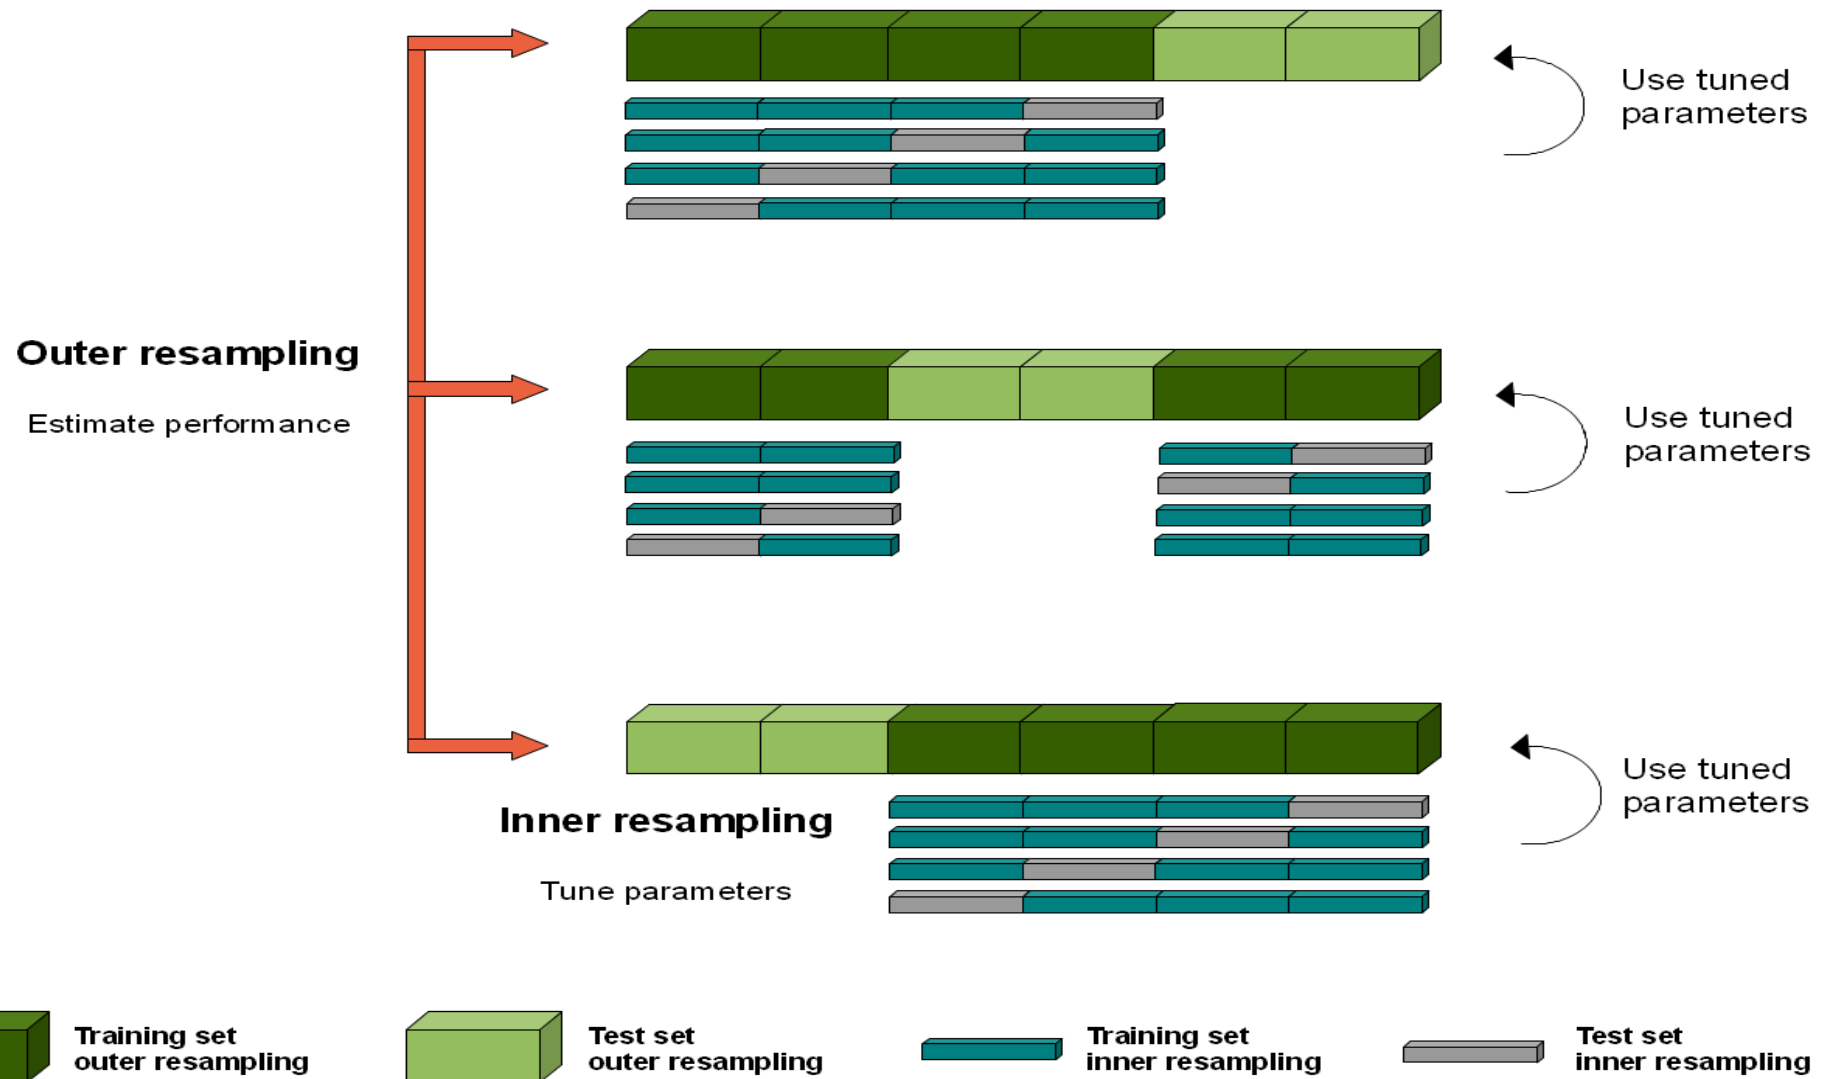 Use tuned
parameters
Outer resampling
Estimate performance
Use tuned
parameters
Inner resampling
Tune parameters
Use tuned
parameters
Training set
outer resampling
Test set
outer resampling
Training set
inner resampling
Test set
inner resampling